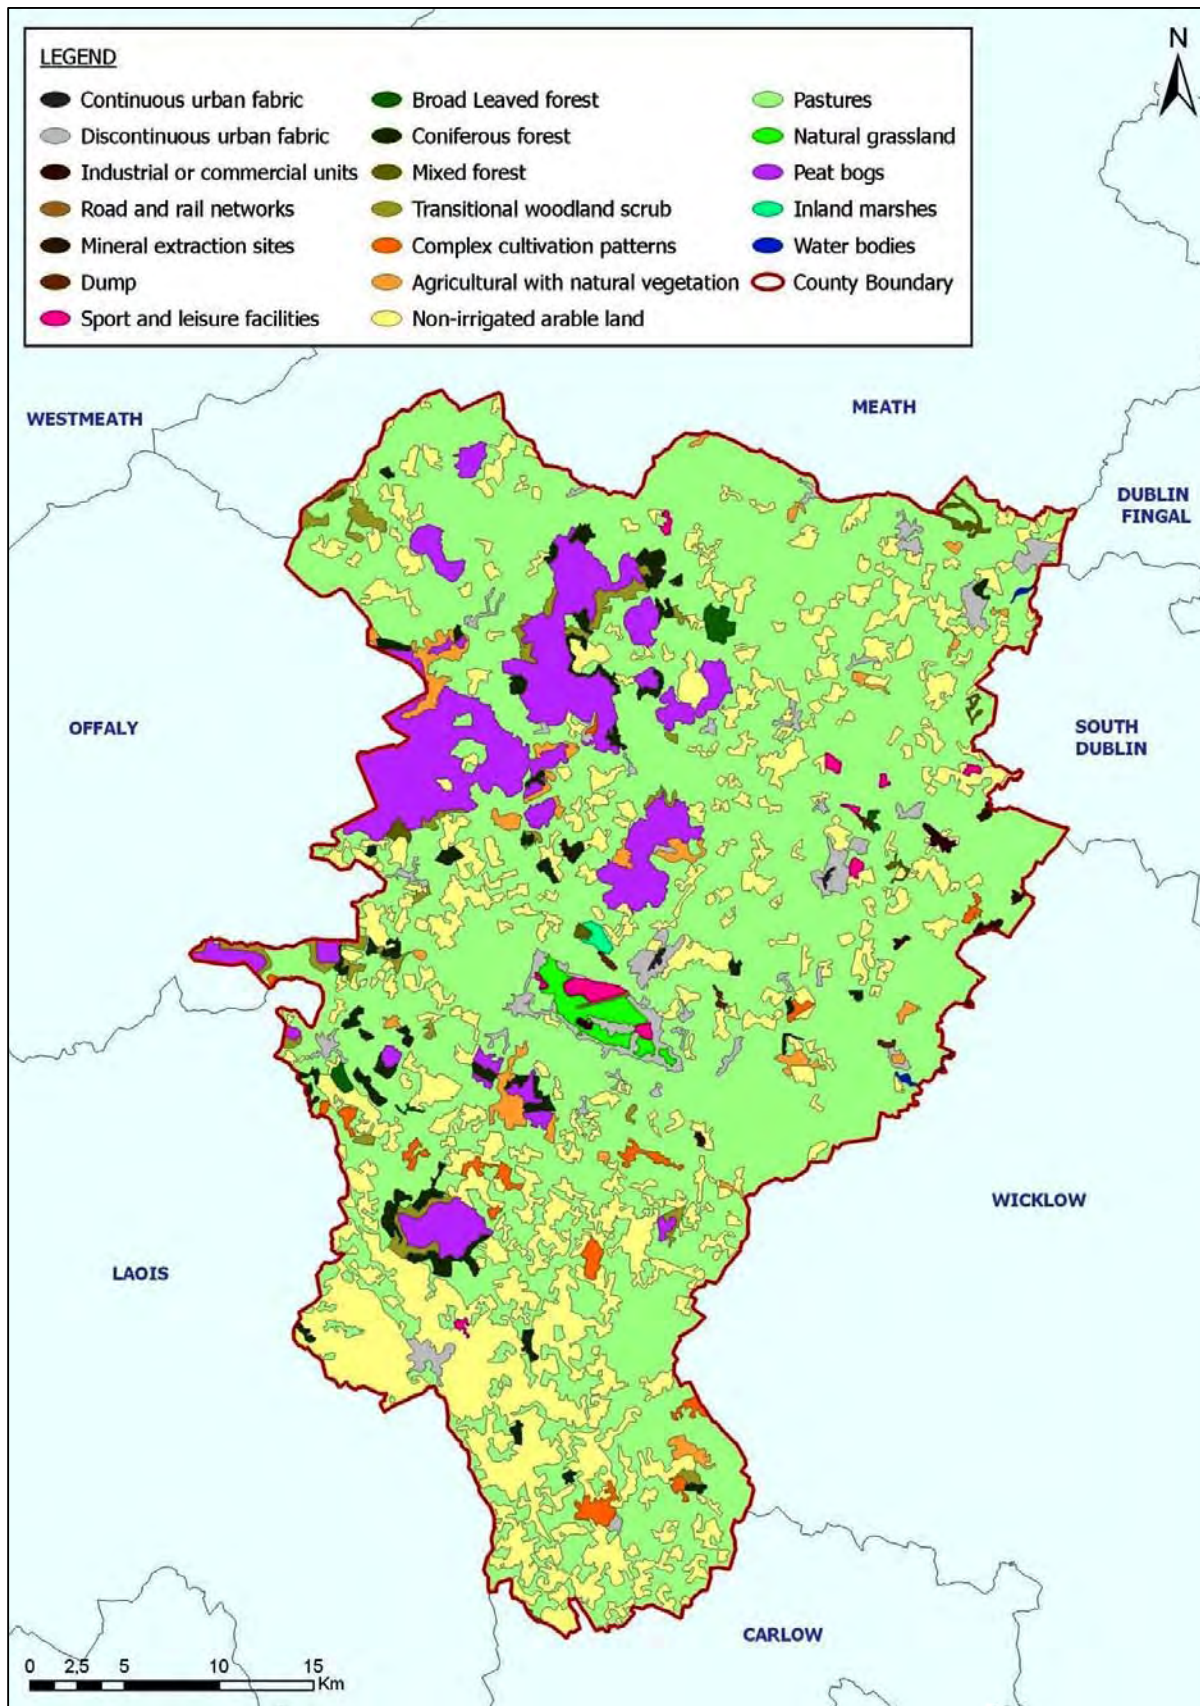 N
LEGEND
Continuous urban fabric
Discontinuous urban fabric
Industrial or commercial units
Road and rail networks
Mineral extraction sites
Dump
Sport and leisure facilities
Broad Leaved forest
Coniferous forest
Mixed forest
Transitional woodland scrub
Complex cultivation patterns
Agricultural with natural vegetation
Non-irrigated arable land
Pastures
Natural grassland
Peat bogs
Inland marshes
Water bodies
County Boundary
WESTMEATH
MEATH
DUBLIN
FINGAL
OFFALY
SOUTH
DUBLIN
WICKLOW
LAOIS
CARLOW
0 2,5 5 10 15
Km